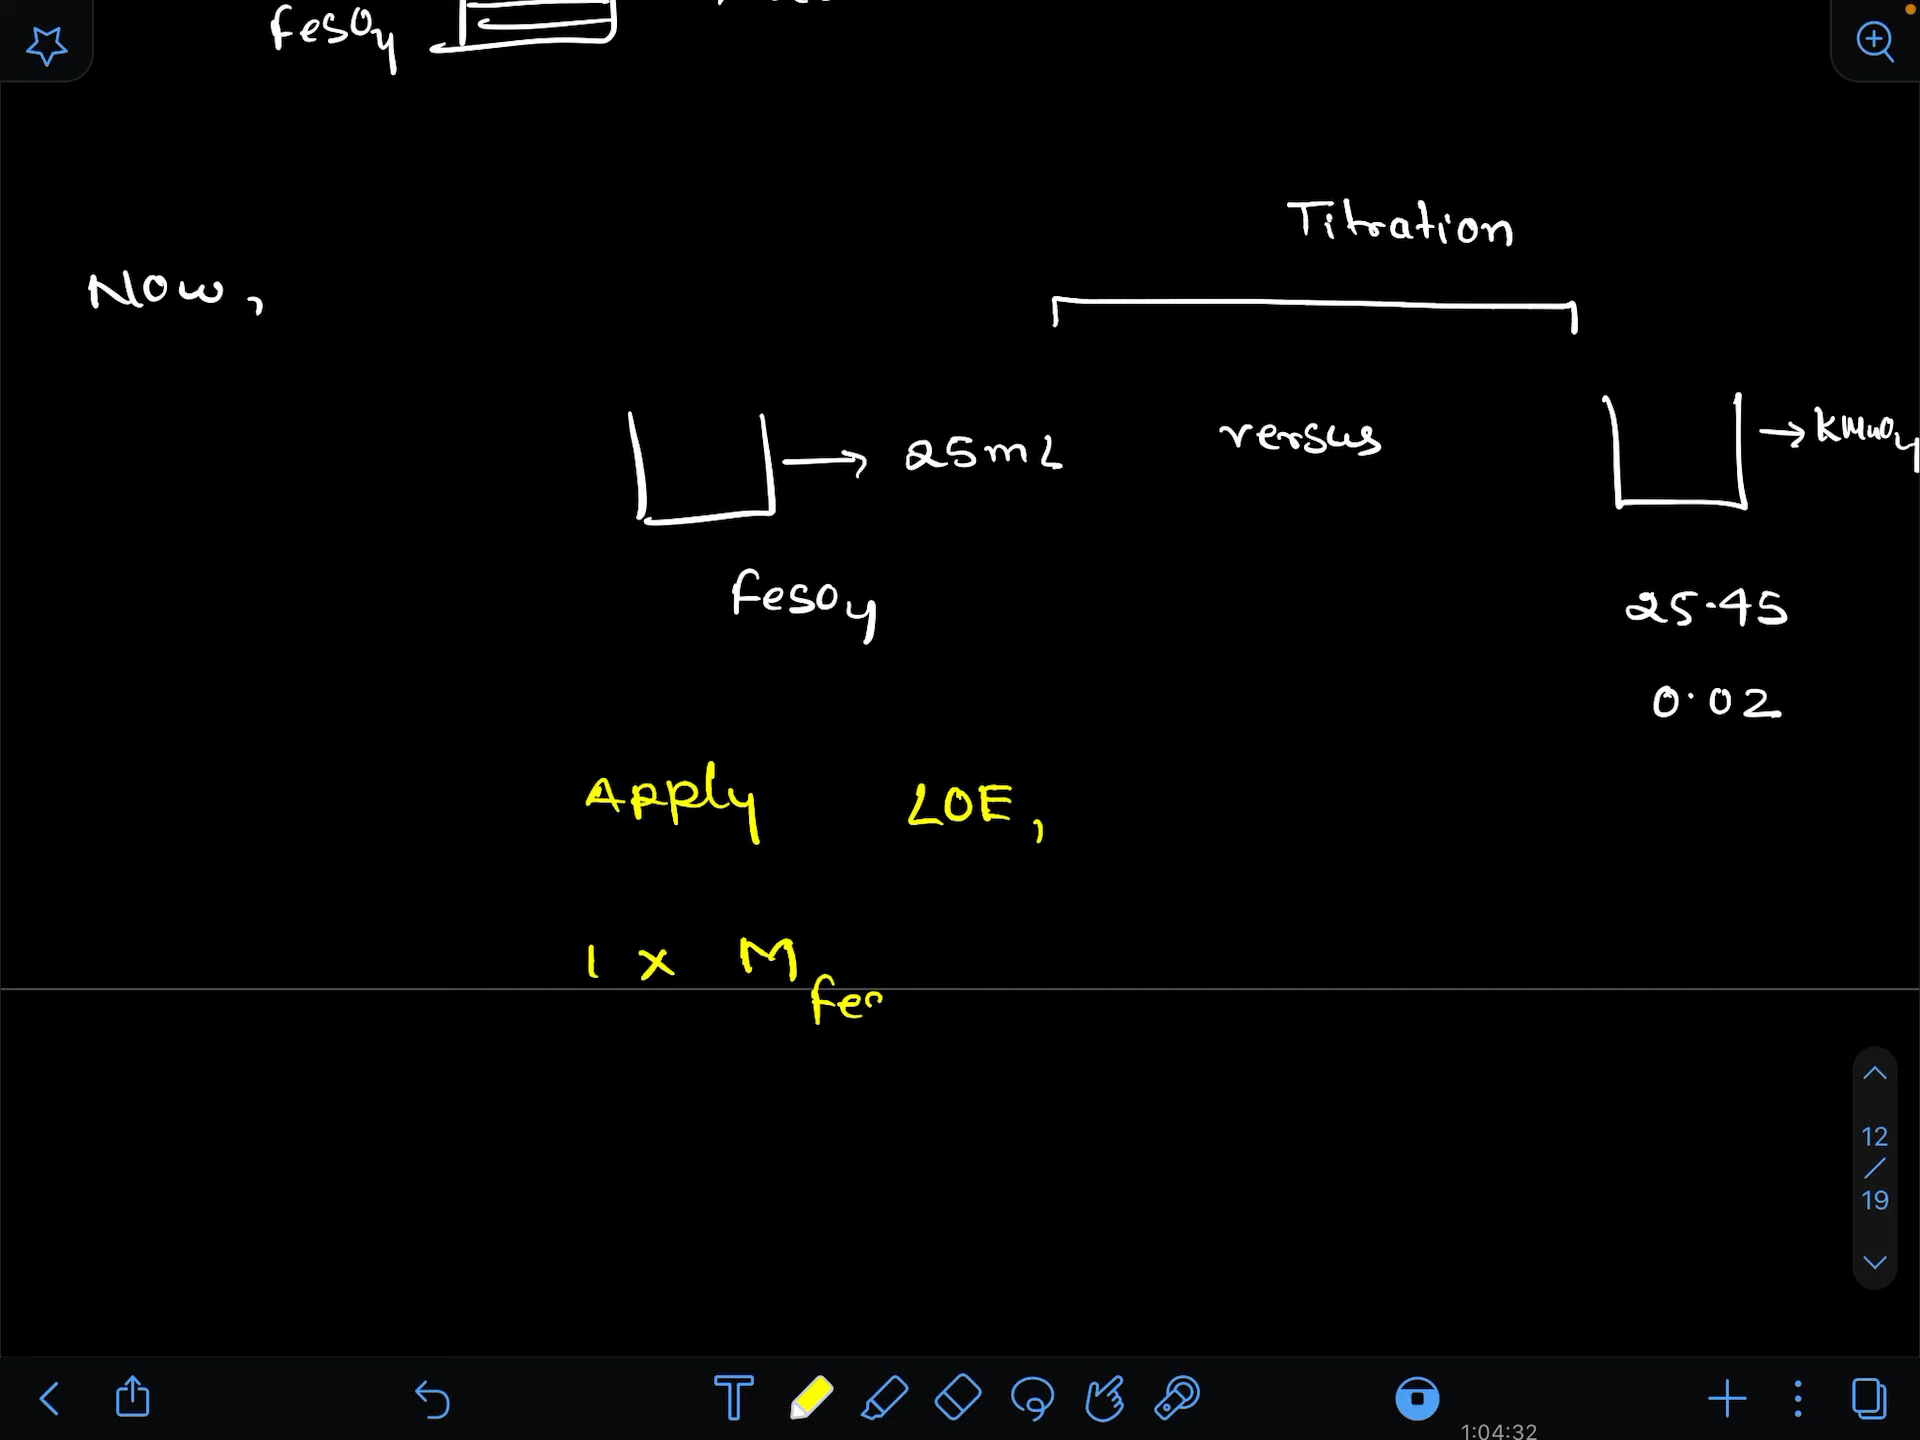 FeSO4
Titration
Now,
25mL versus KMnO4
FeSO4 25.45
0.02
Apply LOE,
1 x M
Fe
12
/
19
T
1:04:32